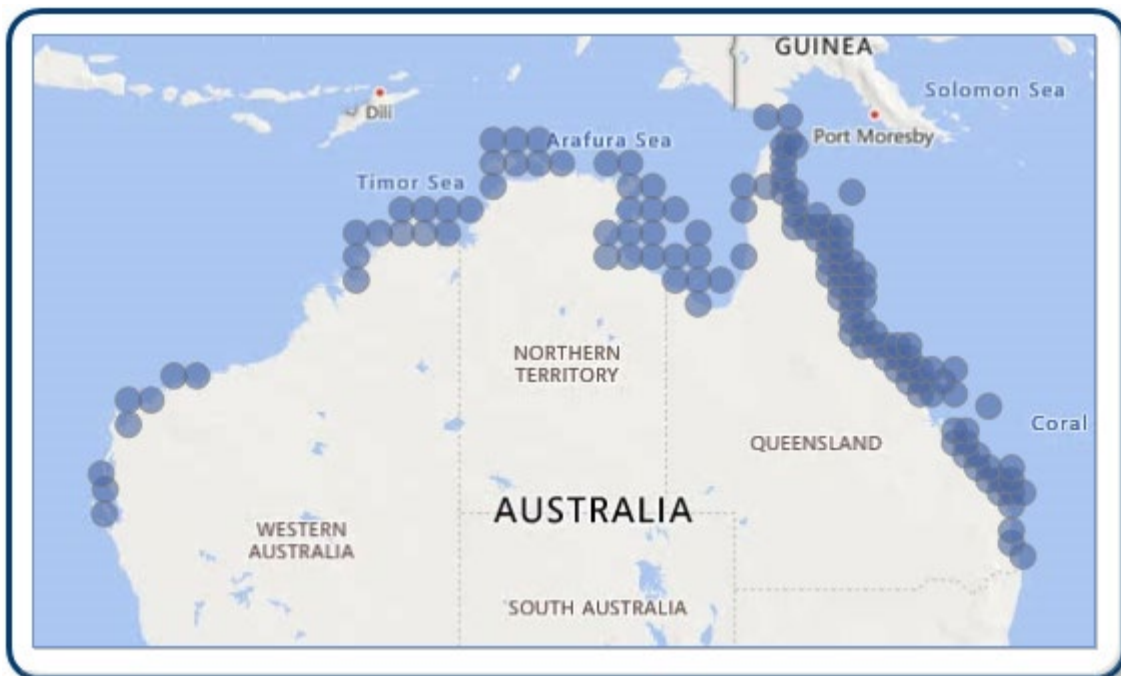 GUINEA
Solomon Sea
Dili
Port Moresby
Arafura Sea
Timor Sea
NORTHERN
TERRITORY
Coral
QUEENSLAND
AUSTRALIA
WESTERN
AUSTRALIA
SOUTH AUSTRALIA